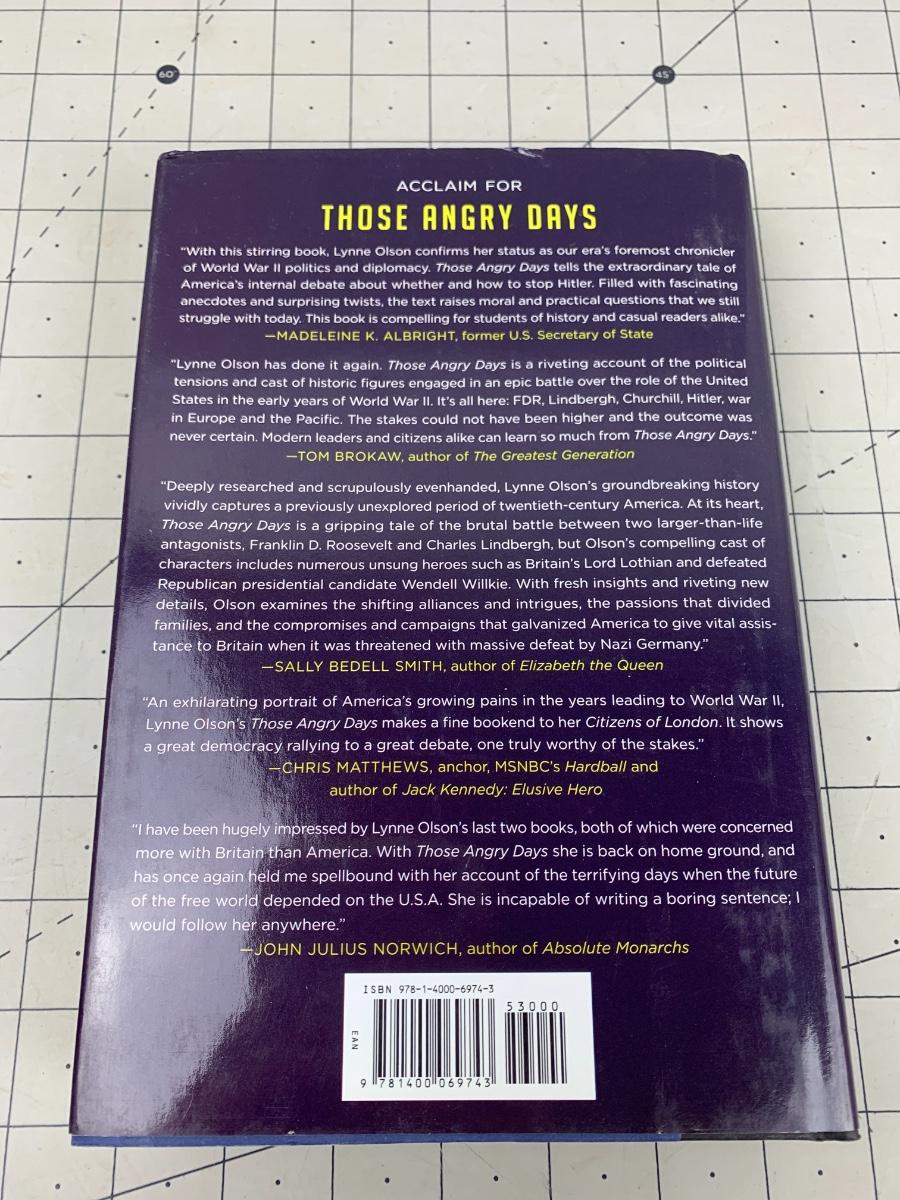 60°
45°
ACCLAIM FOR
THOSE ANGRY DAYS
“With this stirring book, Lynne Olson confirms her status as our era’s foremost chronicler
of World War II politics and diplomacy. Those Angry Days tells the extraordinary tale of
America’s internal debate about whether and how to stop Hitler. Filled with fascinating
anecdotes and surprising twists, the text raises moral and practical questions that we still
struggle with today. This book is compelling for students of history and casual readers alike.”
—MADELEINE K. ALBRIGHT, former U.S. Secretary of State
“Lynne Olson has done it again. Those Angry Days is a riveting account of the political
tensions and cast of historic figures engaged in an epic battle over the role of the United
States in the early years of World War II. It’s all here: FDR, Lindbergh, Churchill, Hitler, war
in Europe and the Pacific. The stakes could not have been higher and the outcome was
never certain. Modern leaders and citizens alike can learn so much from Those Angry Days.”
—TOM BROKAW, author of The Greatest Generation
“Deeply researched and scrupulously evenhanded, Lynne Olson’s groundbreaking history
vividly captures a previously unexplored period of twentieth-century America. At its heart,
Those Angry Days is a gripping tale of the brutal battle between two larger-than-life
antagonists, Franklin D. Roosevelt and Charles Lindbergh, but Olson’s compelling cast of
characters includes numerous unsung heroes such as Britain’s Lord Lothian and defeated
Republican presidential candidate Wendell Willkie. With fresh insights and riveting new
details, Olson examines the shifting alliances and intrigues, the passions that divided
families, and the compromises and campaigns that galvanized America to give vital assis-
tance to Britain when it was threatened with massive defeat by Nazi Germany.”
—SALLY BEDELL SMITH, author of Elizabeth the Queen
“An exhilarating portrait of America’s growing pains in the years leading to World War II,
Lynne Olson’s Those Angry Days makes a fine bookend to her Citizens of London. It shows
a great democracy rallying to a great debate, one truly worthy of the stakes.”
—CHRIS MATTHEWS, anchor, MSNBC’s Hardball and
author of Jack Kennedy: Elusive Hero
“I have been hugely impressed by Lynne Olson’s last two books, both of which were concerned
more with Britain than America. With Those Angry Days she is back on home ground, and
has once again held me spellbound with her account of the terrifying days when the future
of the free world depended on the U.S.A. She is incapable of writing a boring sentence; I
would follow her anywhere.”
—JOHN JULIUS NORWICH, author of Absolute Monarchs
ISBN 978-1-4000-6974-3
53000
EAN
9 781400 069743